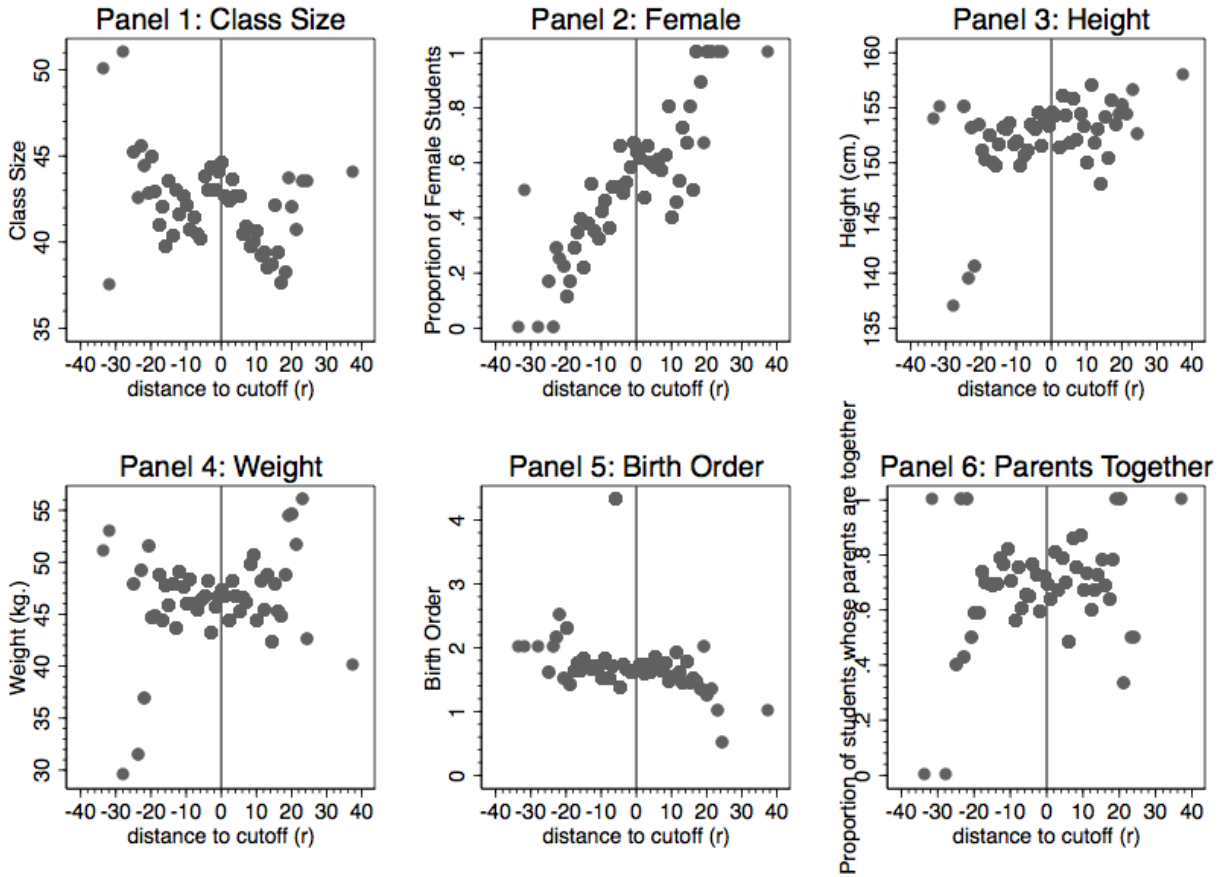 Panel 1: Class Size
Class Size
50
45
40
35
-40 -30 -20 -10 0 10 20 30 40
distance to cutoff (r)
Panel 2: Female
Proportion of Female Students
1
.8
.6
.4
.2
0
-40 -30 -20 -10 0 10 20 30 40
distance to cutoff (r)
Panel 3: Height
Height (cm.)
160
155
150
145
140
135
-40 -30 -20 -10 0 10 20 30 40
distance to cutoff (r)
Panel 4: Weight
Weight (kg.)
55
50
45
40
35
30
-40 -30 -20 -10 0 10 20 30 40
distance to cutoff (r)
Panel 5: Birth Order
Birth Order
4
3
2
1
0
-40 -30 -20 -10 0 10 20 30 40
distance to cutoff (r)
Panel 6: Parents Together
Proportion of students whose parents are together
1
.8
.6
.4
.2
0
-40 -30 -20 -10 0 10 20 30 40
distance to cutoff (r)